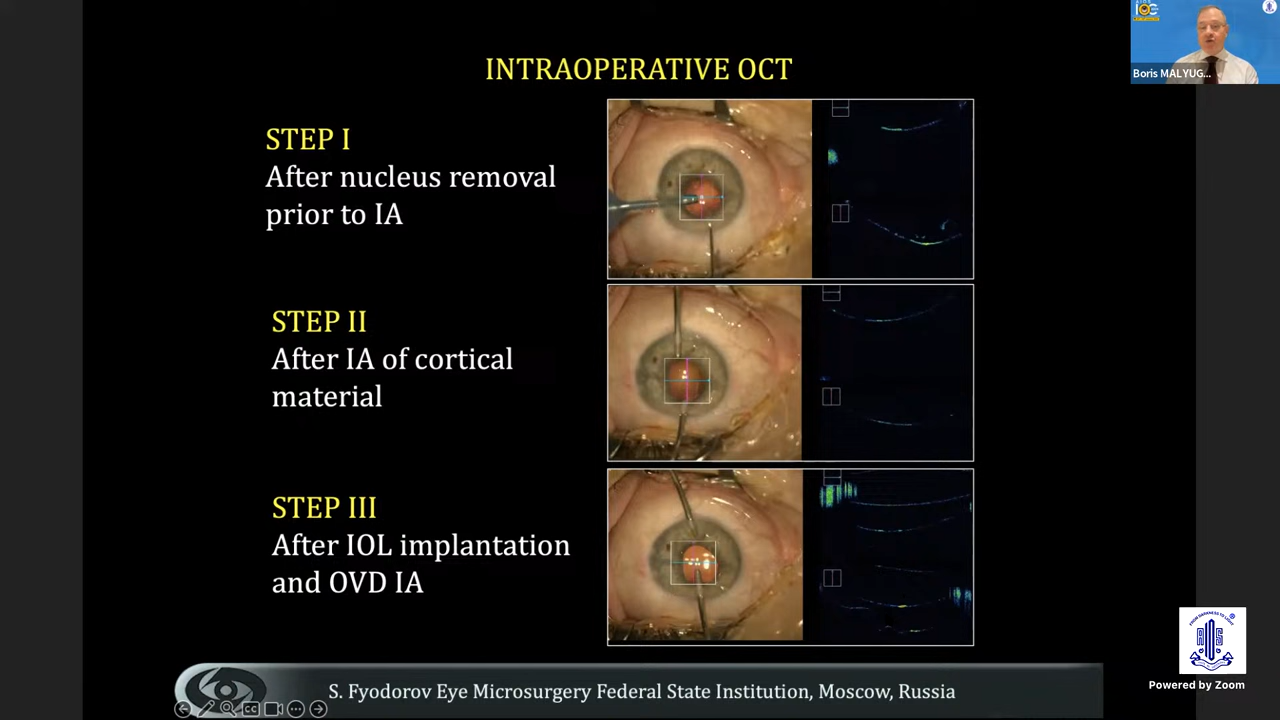 INTRAOPERATIVE OCT
STEP I
After nucleus removal
prior to IA
STEP II
After IA of cortical
material
STEP III
After IOL implantation
and OVD IA
S. Fyodorov Eye Microsurgery Federal State Institution, Moscow, Russia
Boris MALYUG...
Powered by Zoom
CC